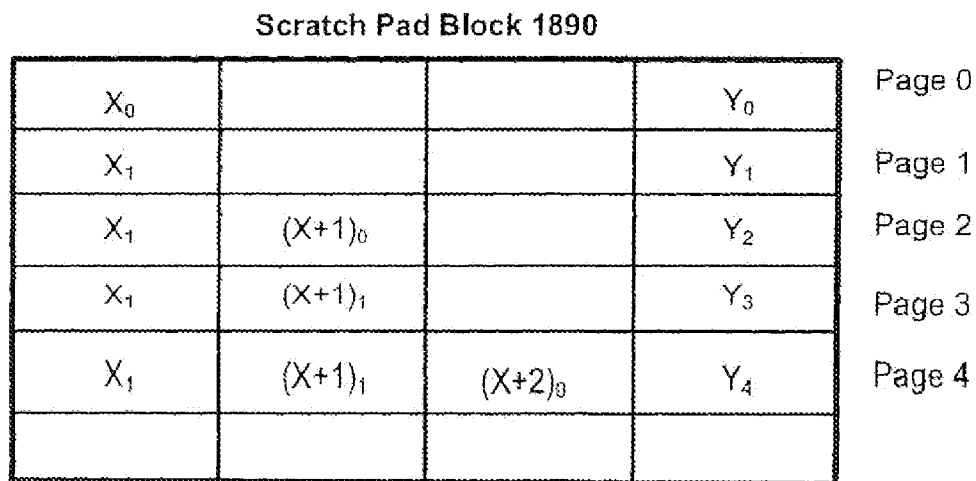 Scratch Pad Block 1890
X₀ Y₀ Page 0
X₁ Y₁ Page 1
X₁ (X+1)₀ Y₂ Page 2
X₁ (X+1)₁ Y₃ Page 3
X₁ (X+1)₁ (X+2)₀ Y₄ Page 4